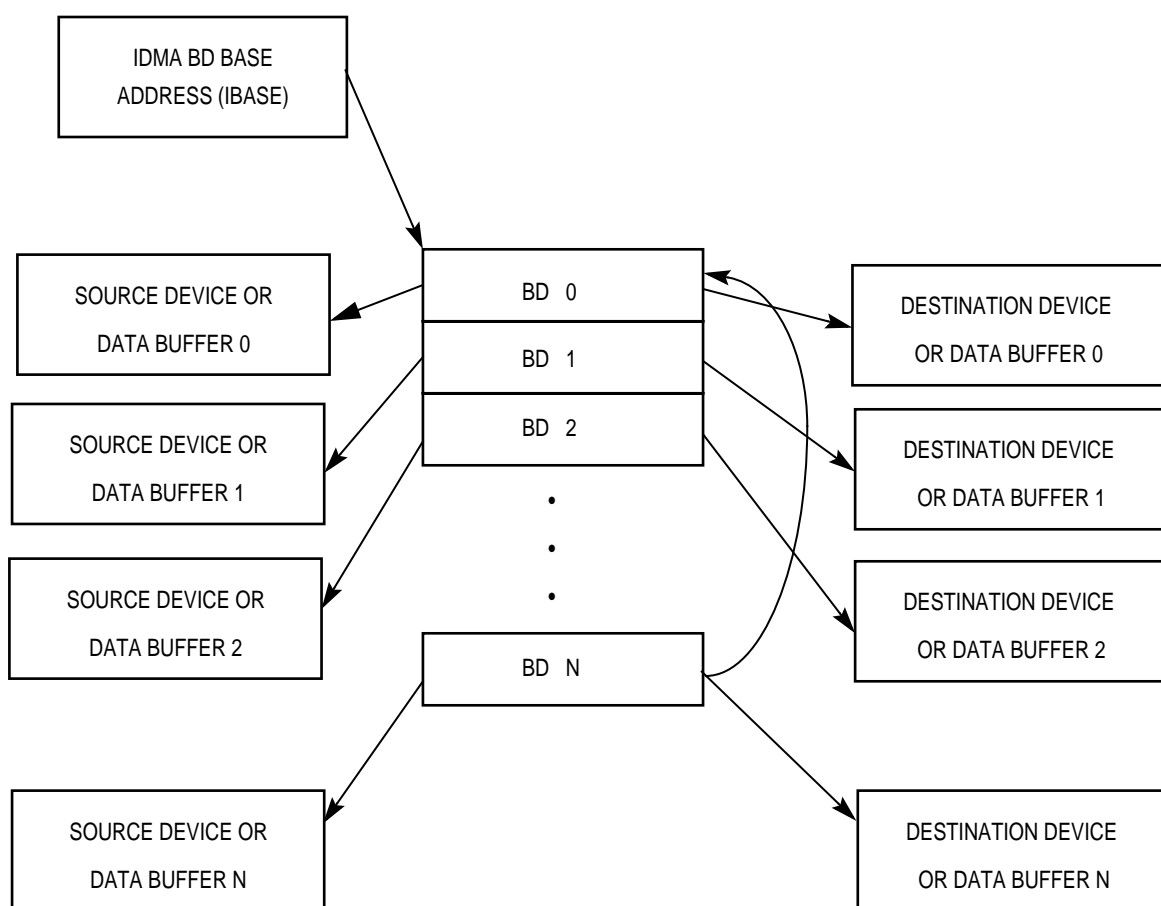 IDMA BD BASE
ADDRESS (IBASE)
BD 0
SOURCE DEVICE OR
DATA BUFFER 0
DESTINATION DEVICE
OR DATA BUFFER 0
BD 1
SOURCE DEVICE OR
DATA BUFFER 1
DESTINATION DEVICE
OR DATA BUFFER 1
BD 2
SOURCE DEVICE OR
DATA BUFFER 2
DESTINATION DEVICE
OR DATA BUFFER 2
BD N
SOURCE DEVICE OR
DATA BUFFER N
DESTINATION DEVICE
OR DATA BUFFER N